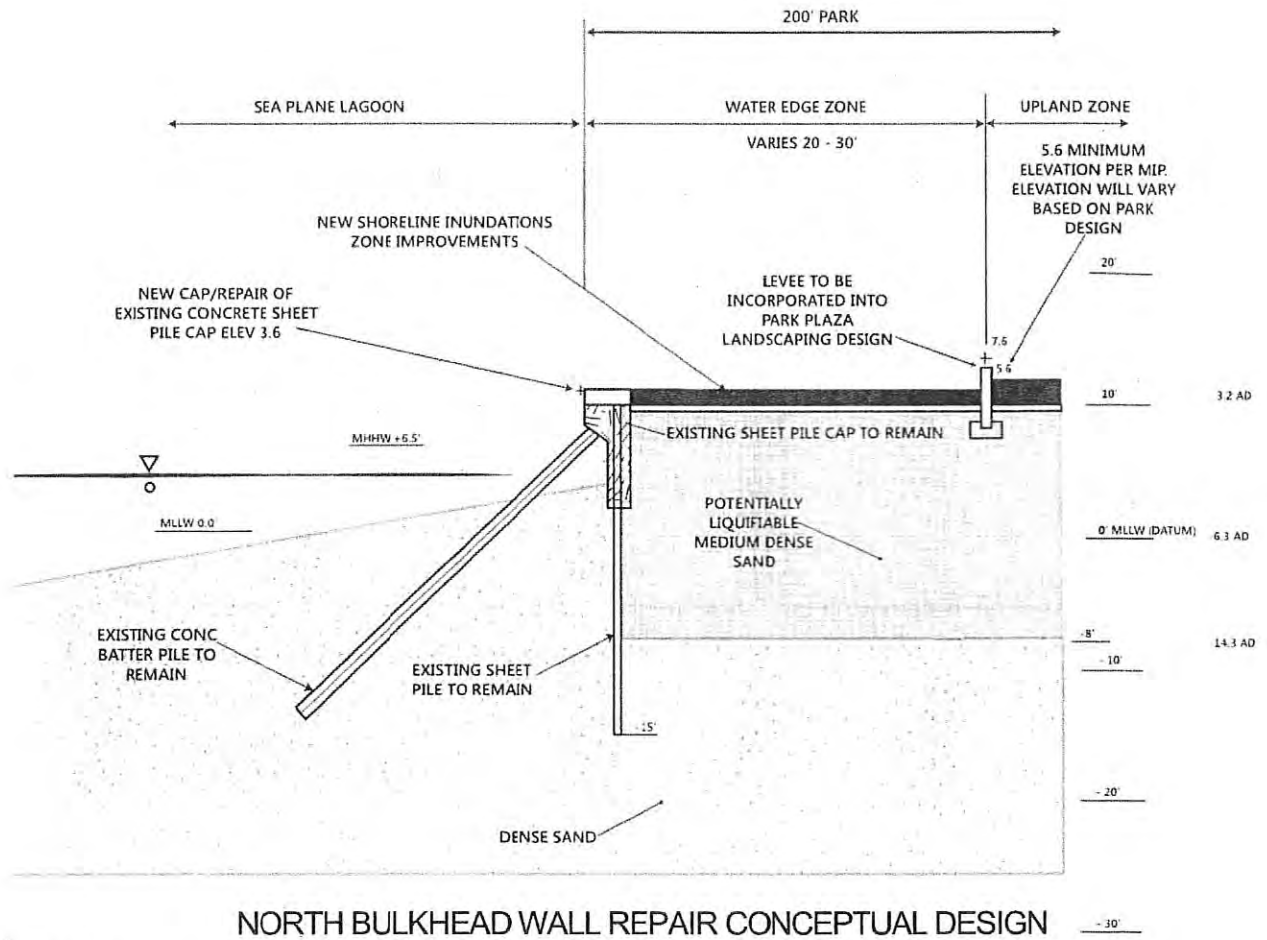 200' PARK
SEA PLANE LAGOON
WATER EDGE ZONE
UPLAND ZONE
VARIES 20 - 30'
5.6 MINIMUM
ELEVATION PER MIP.
ELEVATION WILL VARY
BASED ON PARK
DESIGN
NEW SHORELINE INUNDATIONS
ZONE IMPROVEMENTS
20'
LEVEE TO BE
INCORPORATED INTO
PARK PLAZA
LANDSCAPING DESIGN
NEW CAP/REPAIR OF
EXISTING CONCRETE SHEET
PILE CAP ELEV 3.6
7.6
5.6
10'
3.2 AD
MHHW +6.5'
EXISTING SHEET PILE CAP TO REMAIN
POTENTIALLY
LIQUIFIABLE
MEDIUM DENSE
SAND
MLLW 0.0'
0' MLLW (DATUM)
6.3 AD
EXISTING CONC
BATTER PILE TO
REMAIN
EXISTING SHEET
PILE TO REMAIN
-8'
14.3 AD
- 10'
-15'
- 20'
DENSE SAND
NORTH BULKHEAD WALL REPAIR CONCEPTUAL DESIGN
- 30'